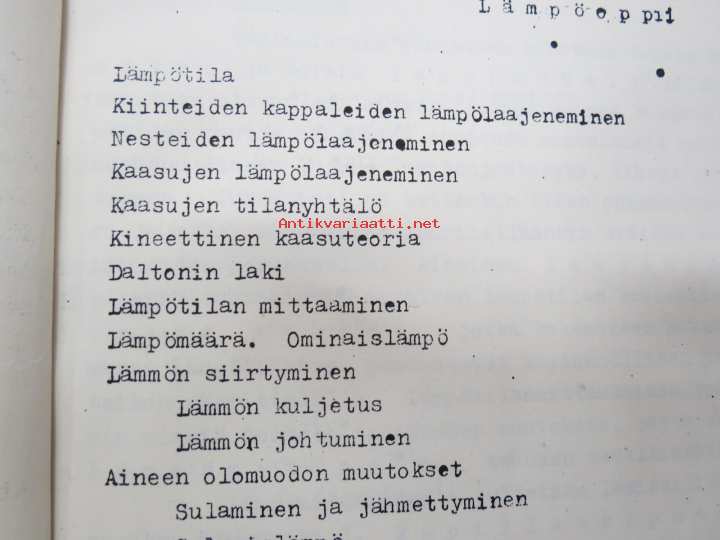 L ä m p ö o p p i
Lämpötila
Kiinteiden kappaleiden lämpölaajeneminen
Nesteiden lämpölaajeneminen
Kaasujen lämpölaajeneminen
Kaasujen tilanyhtälö
Antikvariaatti.net
Kineettinen kaasuteoria
Daltonin laki
Lämpötilan mittaaminen
Lämpömäärä. Ominaislämpö
Lämmön siirtyminen
Lämmön kuljetus
Lämmön johtuminen
Aineen olomuodon muutokset
Sulaminen ja jähmettyminen